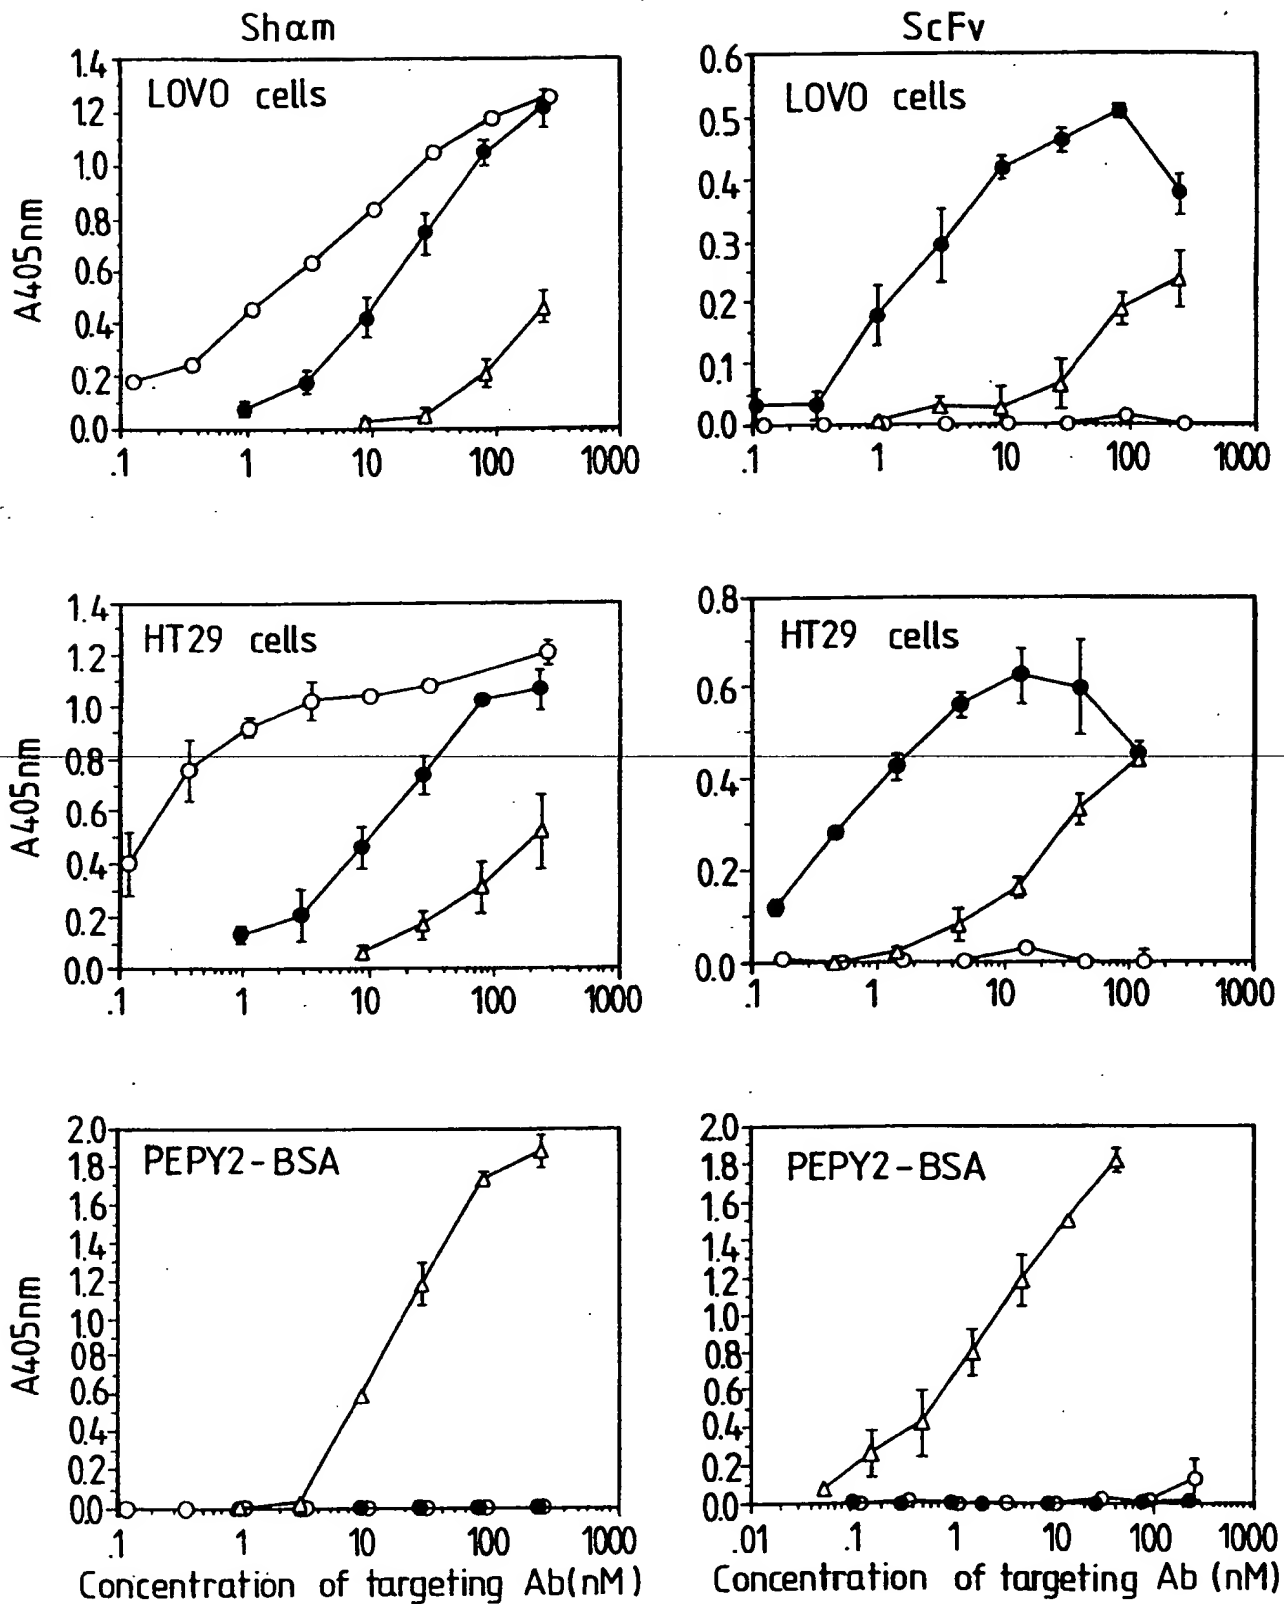 Sham
ScFv
LOVO cells
A405nm
1.4
1.2
1.0
0.8
0.6
0.4
0.2
0.0
.1 1 10 100 1000
LOVO cells
0.6
0.5
0.4
0.3
0.2
0.1
0.0
.1 1 10 100 1000
HT29 cells
A405nm
1.4
1.2
1.0
0.8
0.6
0.4
0.2
0.0
.1 1 10 100 1000
HT29 cells
0.8
0.6
0.4
0.2
0.0
.1 1 10 100 1000
PEPY2-BSA
A405nm
2.0
1.8
1.6
1.4
1.2
1.0
0.8
0.6
0.4
0.2
0.0
.1 1 10 100 1000
Concentration of targeting Ab(nM)
PEPY2-BSA
2.0
1.8
1.6
1.4
1.2
1.0
0.8
0.6
0.4
0.2
0.0
.01 .1 1 10 100 1000
Concentration of targeting Ab (nM)